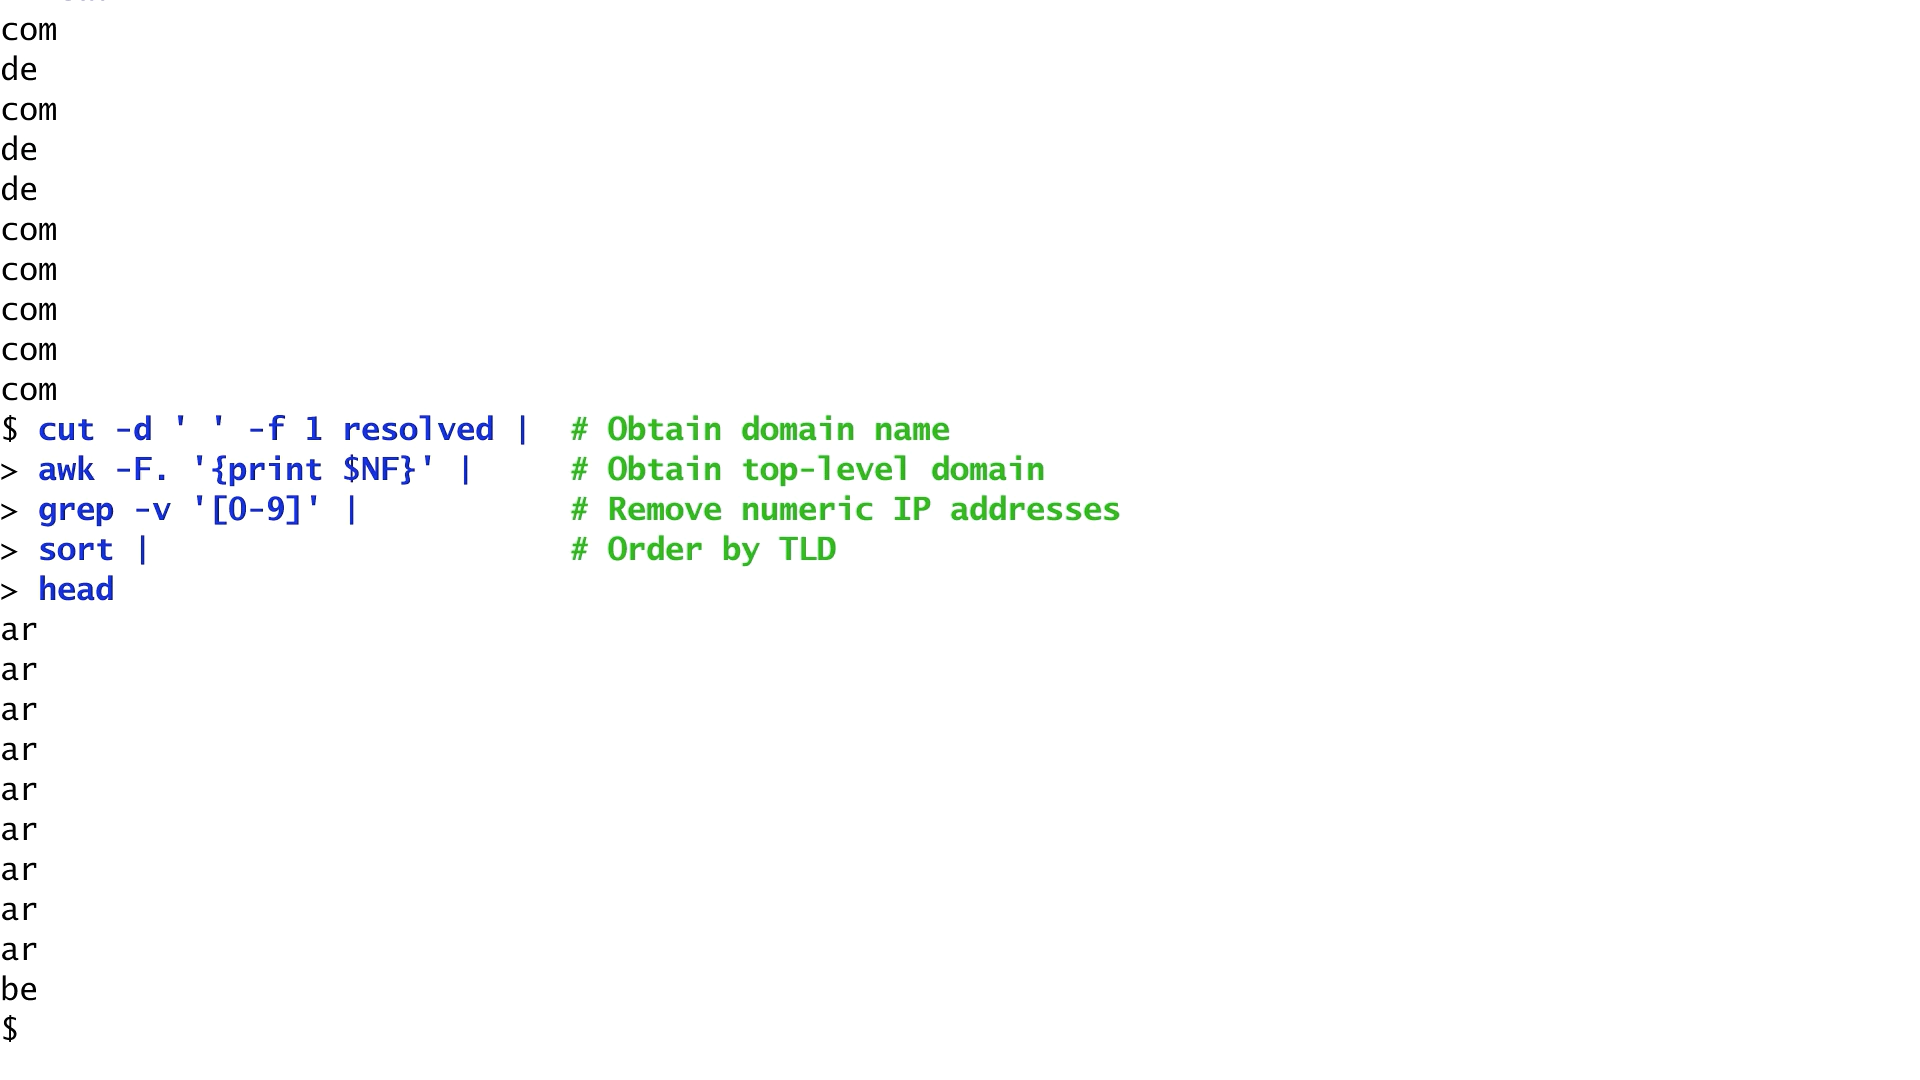 com
de
com
de
de
com
com
com
com
com
$ cut -d ' ' -f 1 resolved |  # Obtain domain name
> awk -F. '{print $NF}' |     # Obtain top-level domain
> grep -v '[0-9]' |           # Remove numeric IP addresses
> sort |                      # Order by TLD
> head
ar
ar
ar
ar
ar
ar
ar
ar
ar
be
$